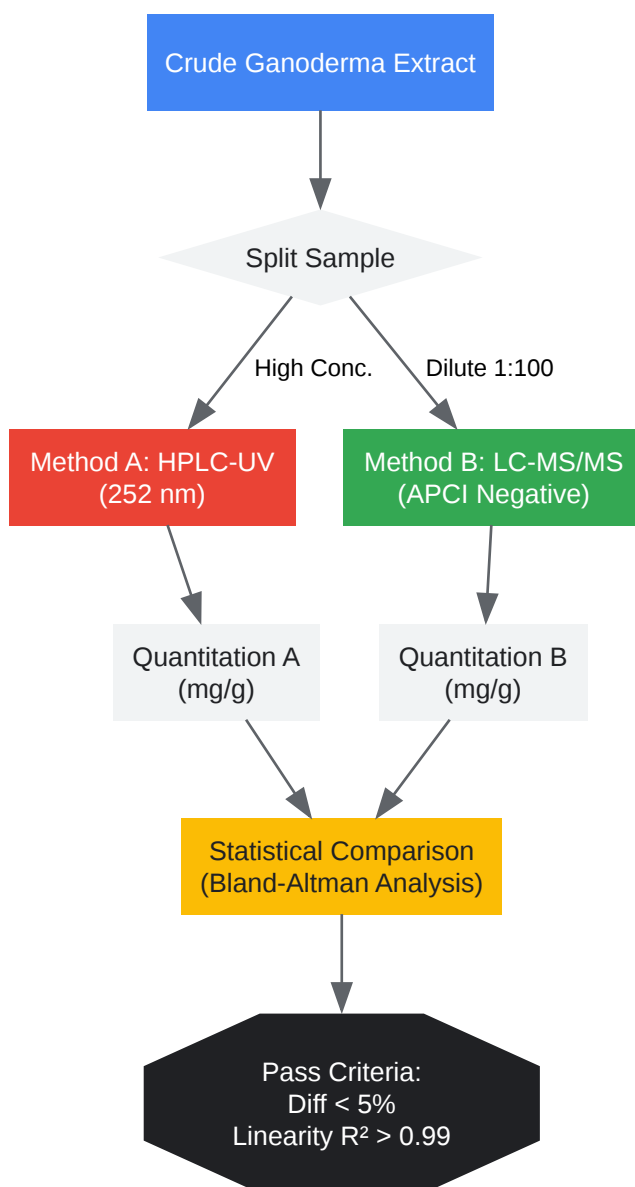 Crude Ganoderma Extract
Split Sample
High Conc.
Dilute 1:100
Method A: HPLC-UV
(252 nm)
Method B: LC-MS/MS
(APCI Negative)
Quantitation A
(mg/g)
Quantitation B
(mg/g)
Statistical Comparison
(Bland-Altman Analysis)
Pass Criteria:
Diff < 5%
Linearity R² > 0.99